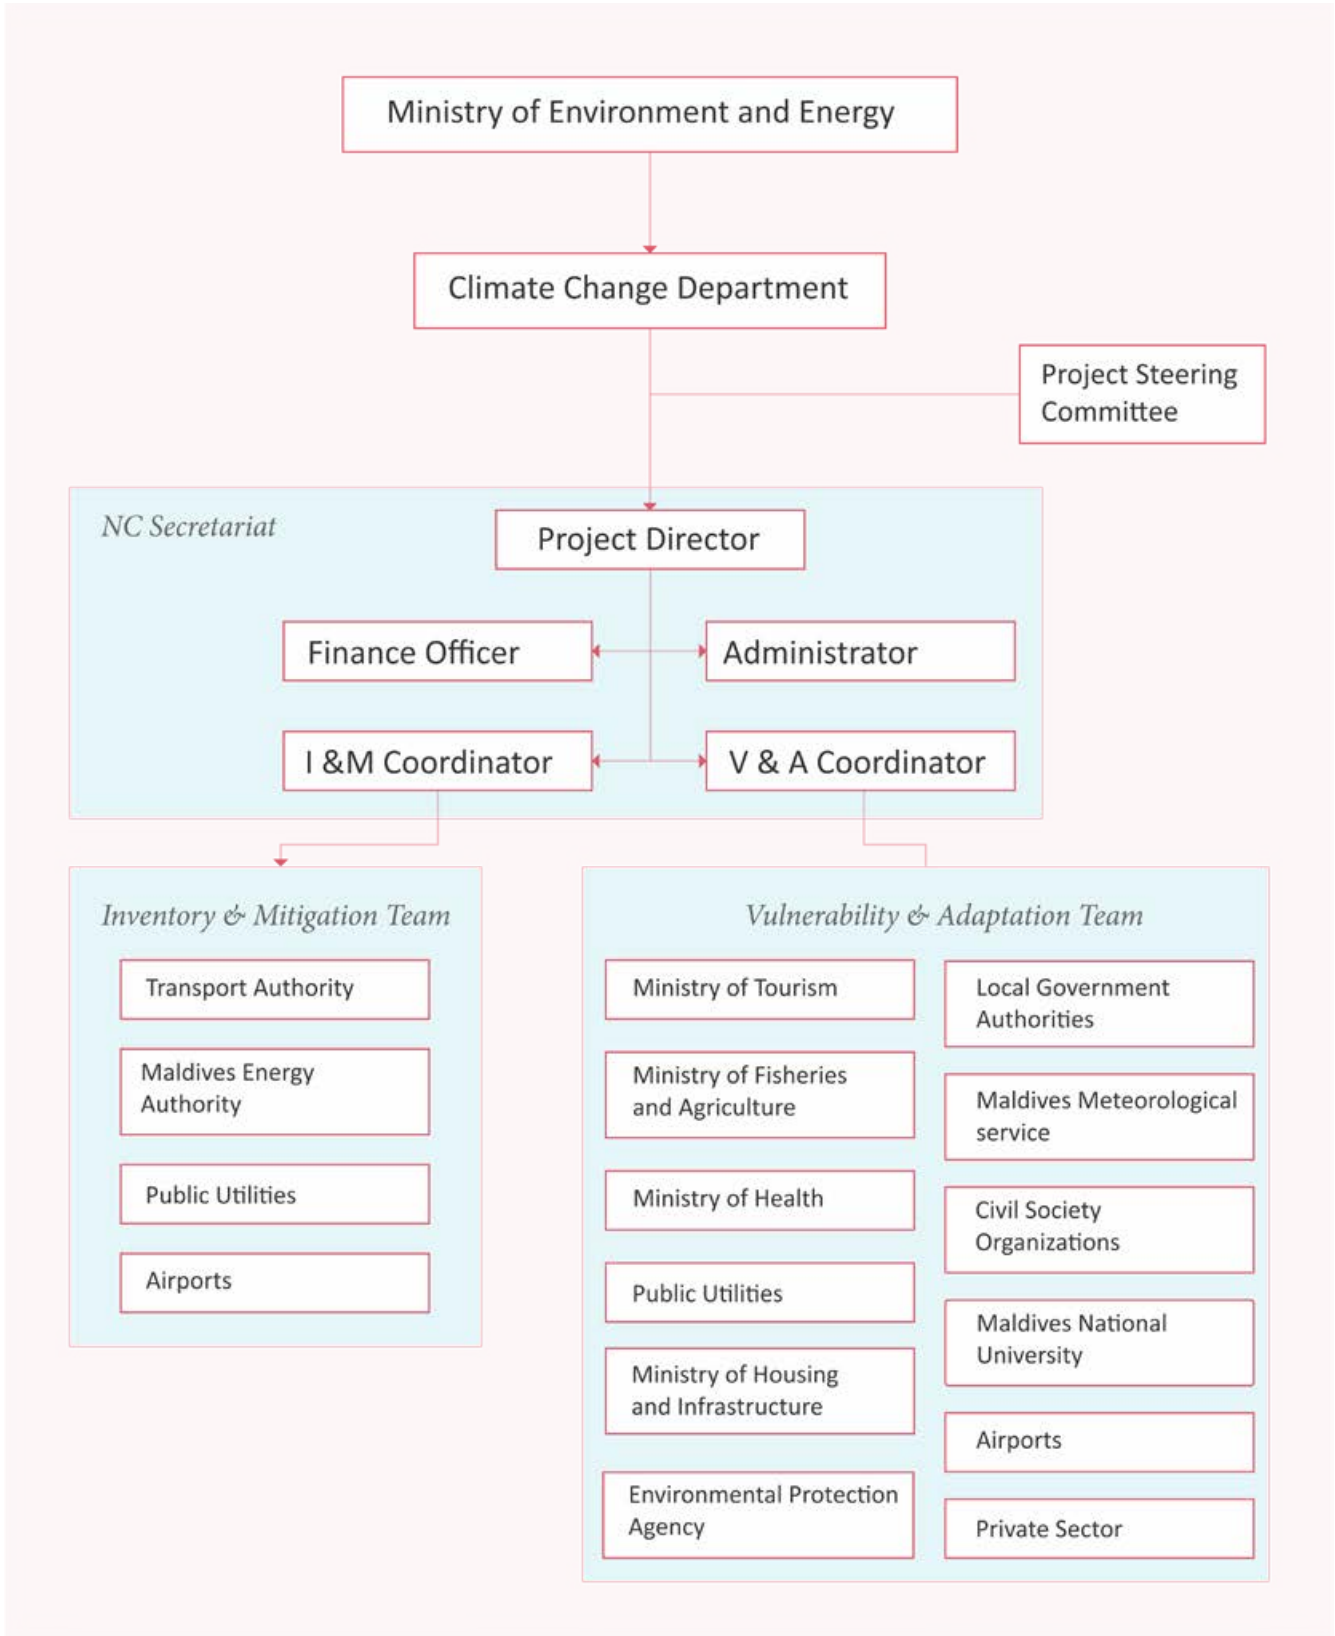 Ministry of Environment and Energy
Climate Change Department
Project Steering
Committee
NC Secretariat
Project Director
Finance Officer
Administrator
I &M Coordinator
V & A Coordinator
Inventory & Mitigation Team
Transport Authority
Maldives Energy
Authority
Public Utilities
Airports
Vulnerability & Adaptation Team
Ministry of Tourism
Ministry of Fisheries
and Agriculture
Ministry of Health
Public Utilities
Ministry of Housing
and Infrastructure
Environmental Protection
Agency
Local Government
Authorities
Maldives Meteorological
service
Civil Society
Organizations
Maldives National
University
Airports
Private Sector